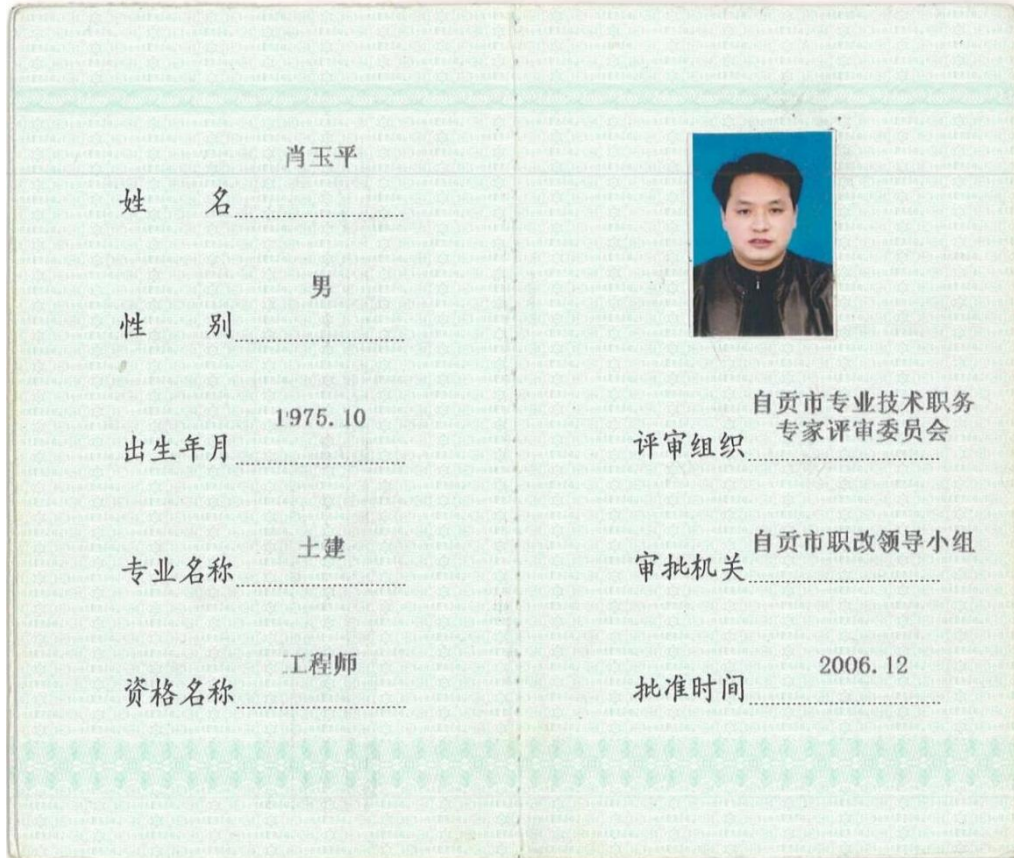 肖玉平
姓名
男
性别
1975.10
出生年月
土建
专业名称
工程师
资格名称
自贡市专业技术职务
专家评审委员会
评审组织
自贡市职改领导小组
审批机关
2006.12
批准时间